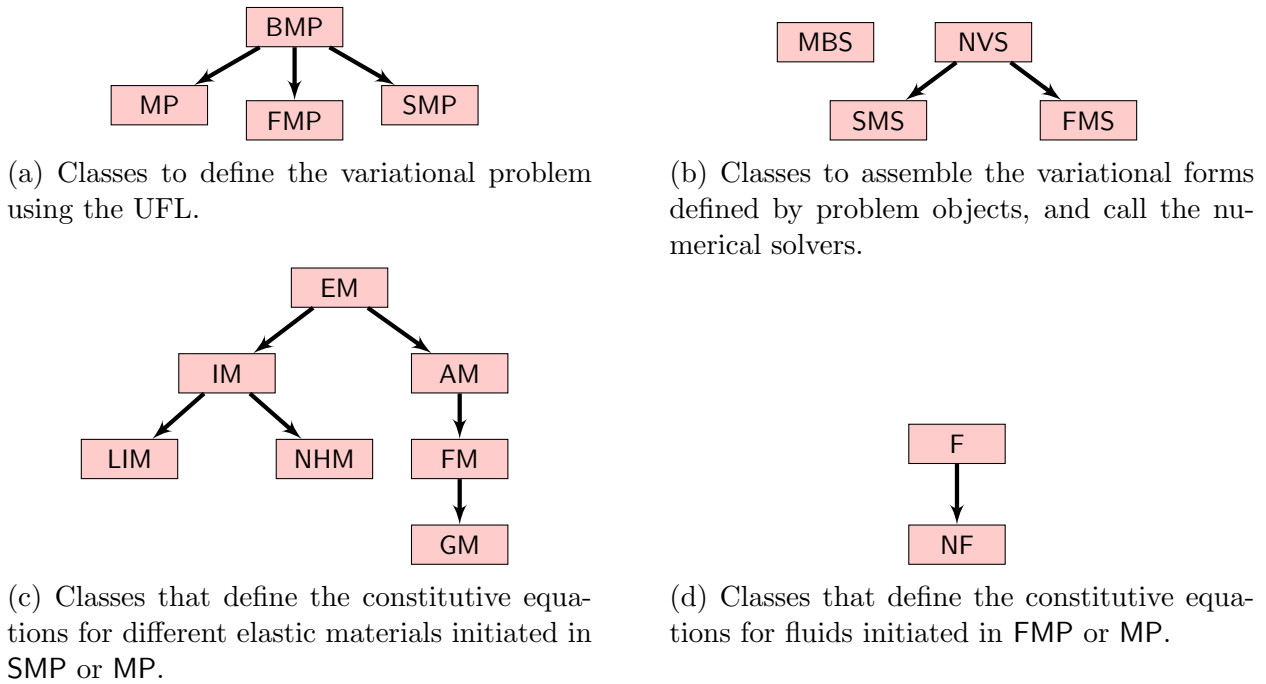 BMP
MP
FMP
SMP
(a) Classes to define the variational problem
using the UFL.
MBS
NVS
SMS
FMS
(b) Classes to assemble the variational forms
defined by problem objects, and call the nu-
merical solvers.
EM
IM
AM
LIM
NHM
FM
GM
(c) Classes that define the constitutive equa-
tions for different elastic materials initiated in
SMP or MP.
F
NF
(d) Classes that define the constitutive equa-
tions for fluids initiated in FMP or MP.